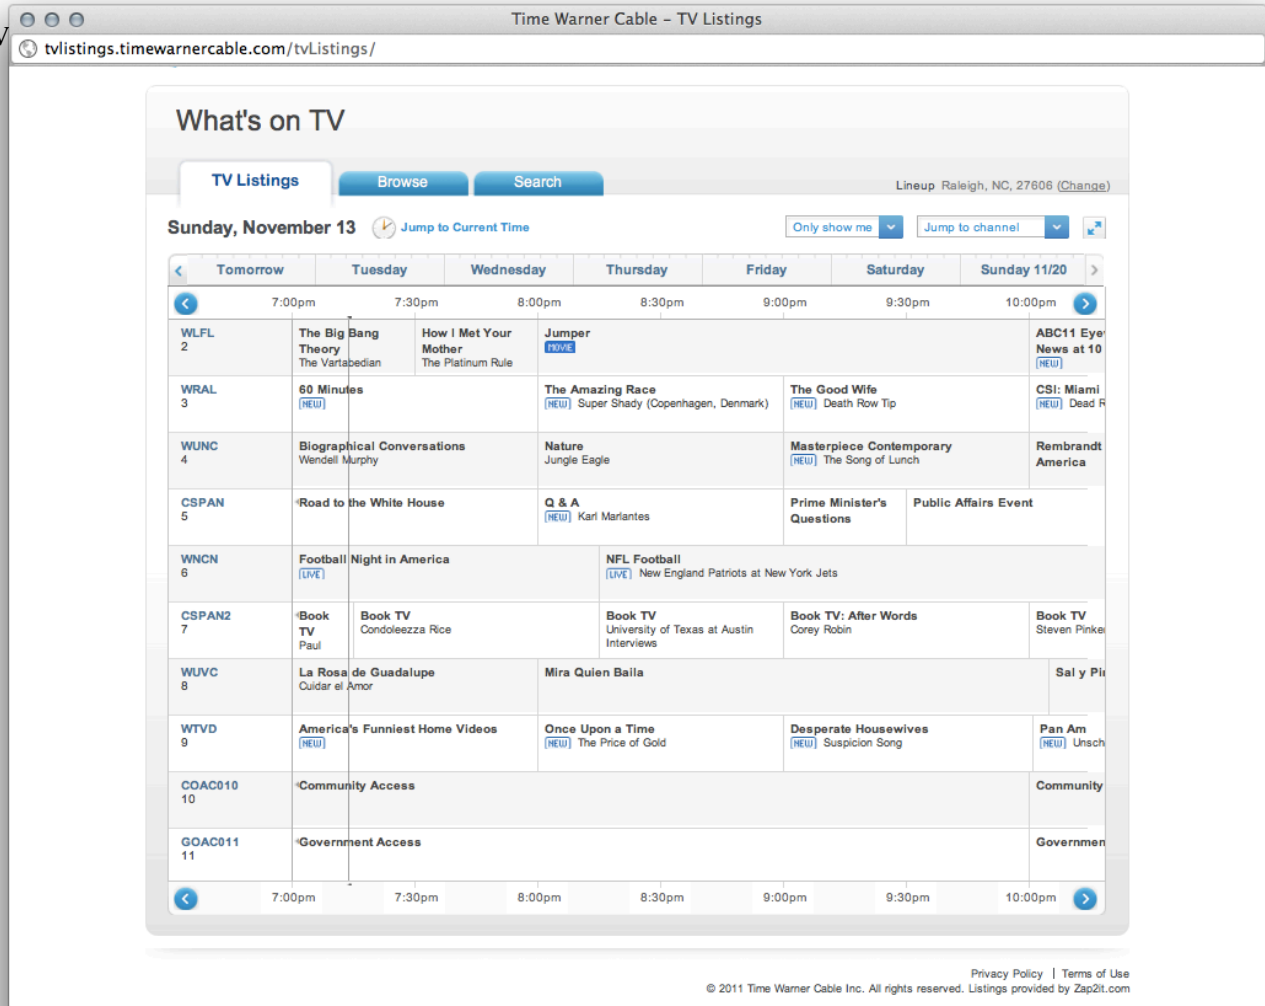 Time Warner Cable – TV Listings
tvlistings.timewarnercable.com/tvListings/
What's on TV
TV Listings Browse Search
Lineup Raleigh, NC, 27606 (Change)
Sunday, November 13 Jump to Current Time Only show me Jump to channel
Tomorrow Tuesday Wednesday Thursday Friday Saturday Sunday 11/20
7:00pm 7:30pm 8:00pm 8:30pm 9:00pm 9:30pm 10:00pm
WLFL The Big Bang How I Met Your Jumper ABC11 Eye
2 Theory Mother MOVIE News at 10
The Vartabedian The Platinum Rule NEW
WRAL 60 Minutes The Amazing Race The Good Wife CSI: Miami
3 NEW NEW Super Shady (Copenhagen, Denmark) NEW Death Row Tip NEW Dead R
WUNC Biographical Conversations Nature Masterpiece Contemporary Rembrandt
4 Wendell Murphy Jungle Eagle NEW The Song of Lunch America
CSPAN Road to the White House Q & A Prime Minister's Public Affairs Event
5 NEW Karl Marlantes Questions
WNCN Football Night in America NFL Football
6 LIVE LIVE New England Patriots at New York Jets
CSPAN2 Book Book TV Book TV Book TV: After Words Book TV
7 TV Condoleezza Rice University of Texas at Austin Corey Robin Steven Pinke
Paul Interviews
WUVC La Rosa de Guadalupe Mira Quien Baila Sal y Pi
8 Cuidar el Amor
WTVD America's Funniest Home Videos Once Upon a Time Desperate Housewives Pan Am
9 NEW NEW The Price of Gold NEW Suspicion Song NEW Unsch
COAC010 Community Access Community
10
GOAC011 Government Access Governmen
11
7:00pm 7:30pm 8:00pm 8:30pm 9:00pm 9:30pm 10:00pm
Privacy Policy | Terms of Use
© 2011 Time Warner Cable Inc. All rights reserved. Listings provided by Zap2it.com